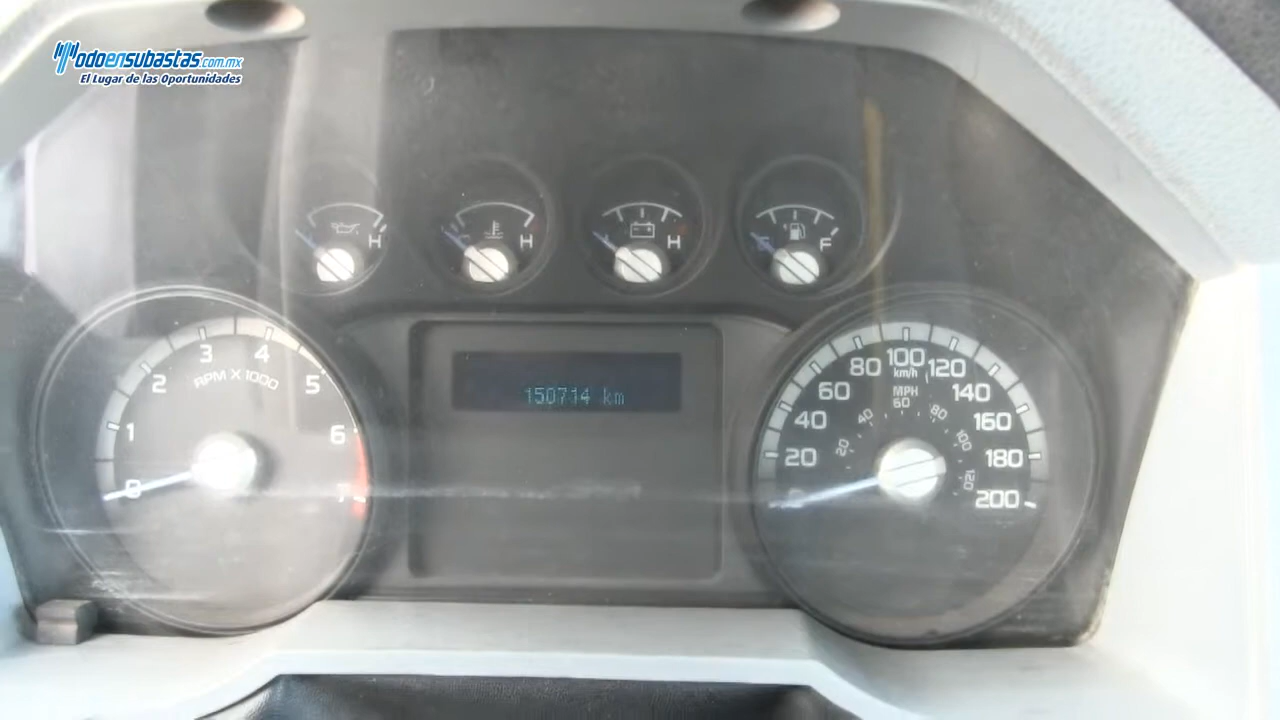 Todoensubastas.com.mx
El Lugar de las Oportunidades
H
H
H
F
0 1 2 3 4 5 6 7
RPM X 1000
150714 km
20 40 60 80 100 120 140 160 180 200
km/h
MPH
20 40 60 80 100 120